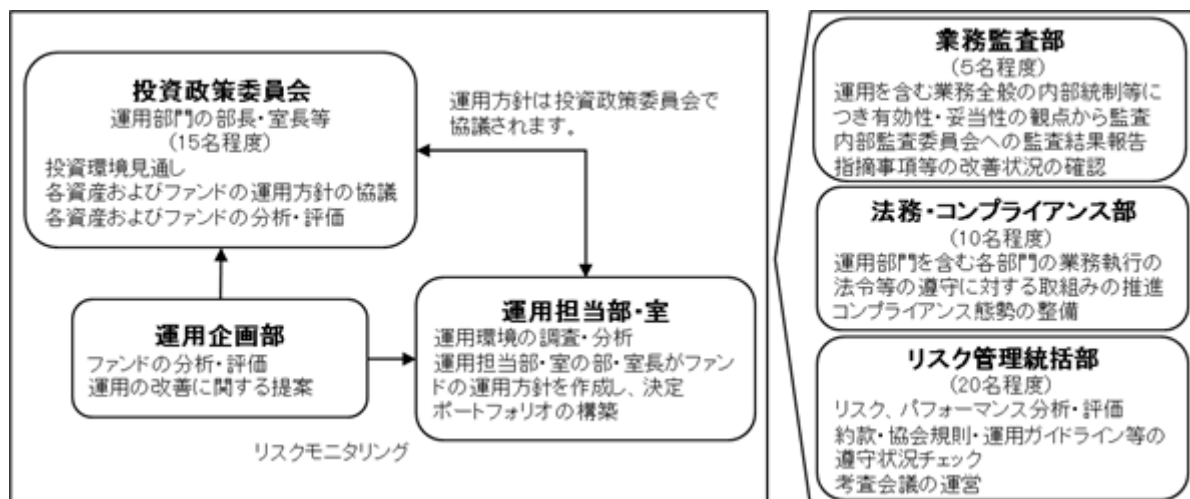 投資政策委員会
運用部門の部長・室長等
(15名程度)
投資環境見通し
各資産およびファンドの運用方針の協議
各資産およびファンドの分析・評価
運用方針は投資政策委員会で
協議されます。
運用企画部
ファンドの分析・評価
運用の改善に関する提案
運用担当部・室
運用環境の調査・分析
運用担当部・室の部・室長がファン
ドの運用方針を作成し、決定
ポートフォリオの構築
リスクモニタリング
業務監査部
(5名程度)
運用を含む業務全般の内部統制等に
つき有効性・妥当性の観点から監査
内部監査委員会への監査結果報告
指摘事項等の改善状況の確認
法務・コンプライアンス部
(10名程度)
運用部門を含む各部門の業務執行の
法令等の遵守に対する取組みの推進
コンプライアンス態勢の整備
リスク管理統括部
(20名程度)
リスク、パフォーマンス分析・評価
約款・協会規則・運用ガイドライン等の
遵守状況チェック
考査会議の運営